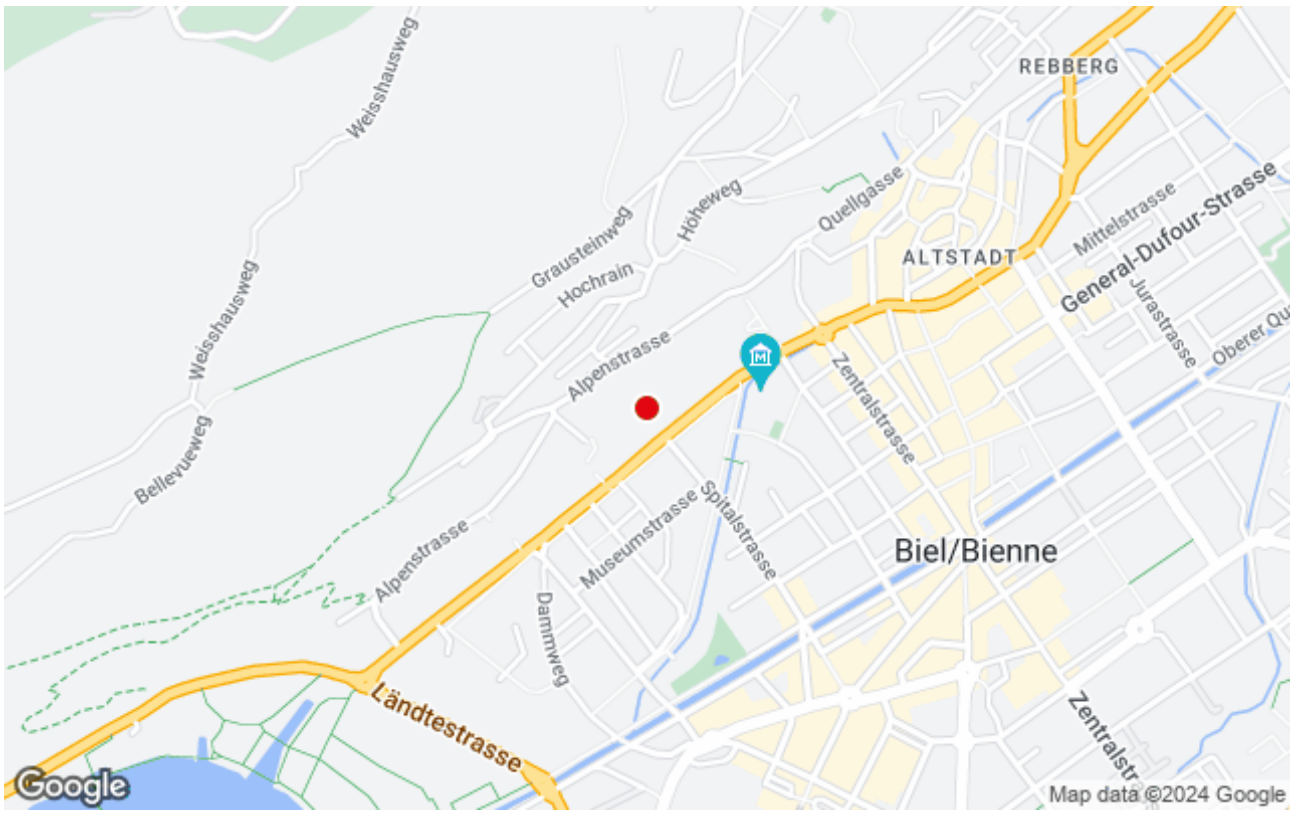 REBBERG
Weisshausweg
Quellgasse
Höheweg
Mittelstrasse
General-Dufour-Strasse
Grausteinweg
ALTSTADT
Hochrain
Jurastrasse
Weisshausweg
Oberer Qu
Alpenstrasse
M
Zentralstrasse
Bellevueweg
Spitalstrasse
Museumstrasse
Alpenstrasse
Biel/Bienne
Dammweg
Ländtestrasse
Zentralstr
Google
Map data ©2024 Google